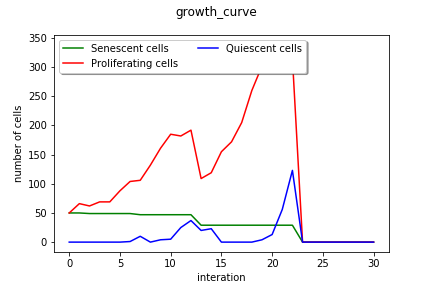 growth_curve
Senescent cells
Proliferating cells
Quiescent cells
number of cells
350
300
250
200
150
100
50
0
0 5 10 15 20 25 30
interation